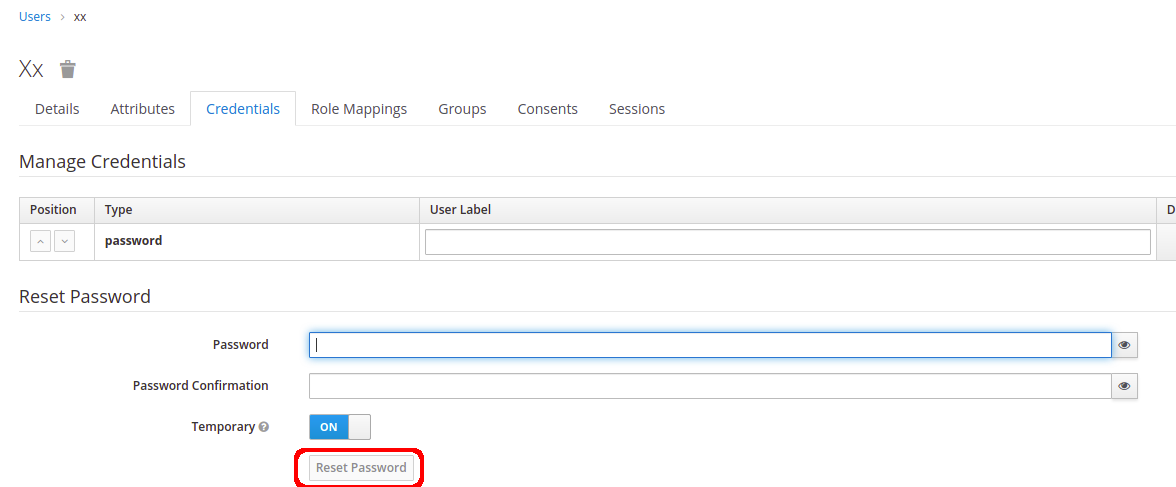 Users > xx
Xx
Details Attributes Credentials Role Mappings Groups Consents Sessions
Manage Credentials
Position Type User Label D
password
Reset Password
Password
Password Confirmation
Temporary ON
Reset Password